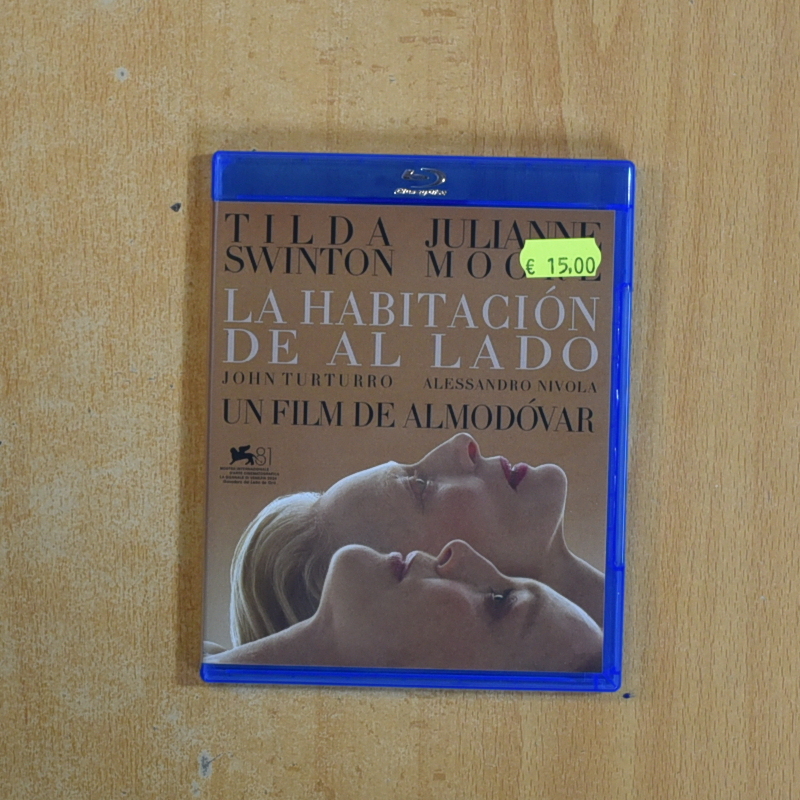 Blu-ray Disc
TILDA JULIANNE
SWINTON
€ 15,00
LA HABITACIÓN
DE AL LADO
JOHN TURTURRO ALESSANDRO NIVOLA
UN FILM DE ALMODÓVAR
81